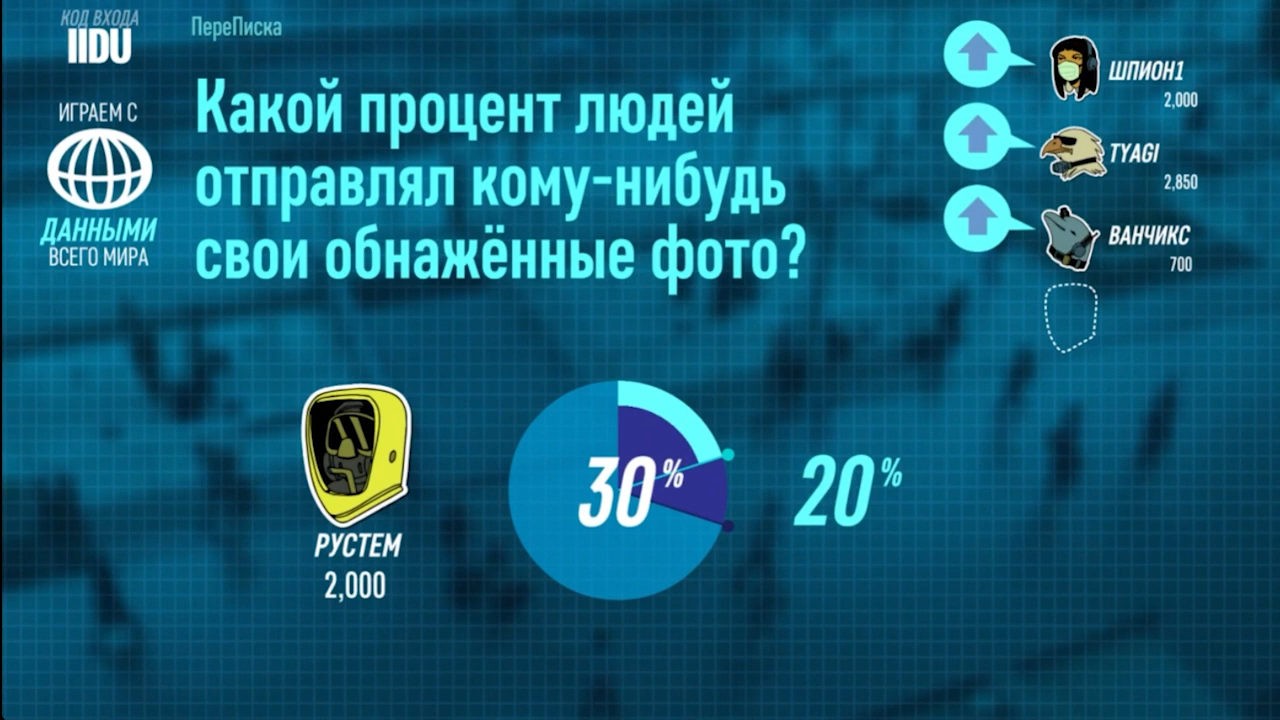 КОД ВХОДА
IIDU
ИГРАЕМ С
ДАННЫМИ
ВСЕГО МИРА
ПереПиска
Какой процент людей
отправлял кому-нибудь
свои обнажённые фото?
ШПИОН1
2,000
TYAGI
2,850
ВАНЧИКС
700
РУСТЕМ
2,000
30%
20%